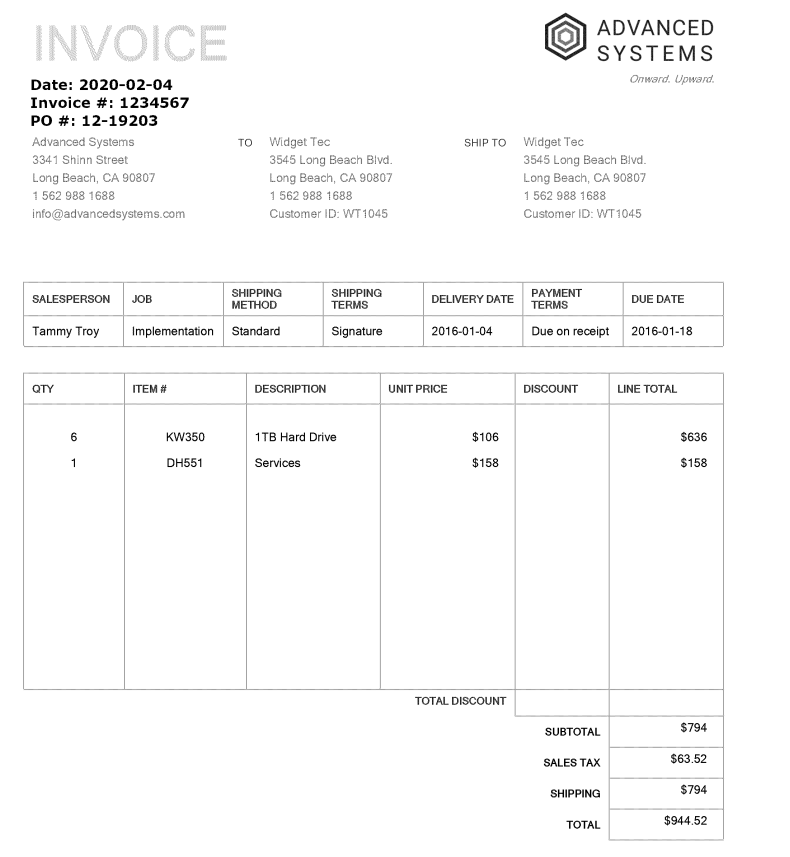 INVOICE
ADVANCED
SYSTEMS
Onward. Upward.
Date: 2020-02-04
Invoice #: 1234567
PO #: 12-19203
Advanced Systems
3341 Shinn Street
Long Beach, CA 90807
1 562 988 1688
info@advancedsystems.com
TO
Widget Tec
3545 Long Beach Blvd.
Long Beach, CA 90807
1 562 988 1688
Customer ID: WT1045
SHIP TO
Widget Tec
3545 Long Beach Blvd.
Long Beach, CA 90807
1 562 988 1688
Customer ID: WT1045
SALESPERSON JOB SHIPPING METHOD SHIPPING TERMS DELIVERY DATE PAYMENT TERMS DUE DATE
Tammy Troy Implementation Standard Signature 2016-01-04 Due on receipt 2016-01-18
QTY ITEM # DESCRIPTION UNIT PRICE DISCOUNT LINE TOTAL
6 KW350 1TB Hard Drive $106 $636
1 DH551 Services $158 $158
TOTAL DISCOUNT
SUBTOTAL $794
SALES TAX $63.52
SHIPPING $794
TOTAL $944.52